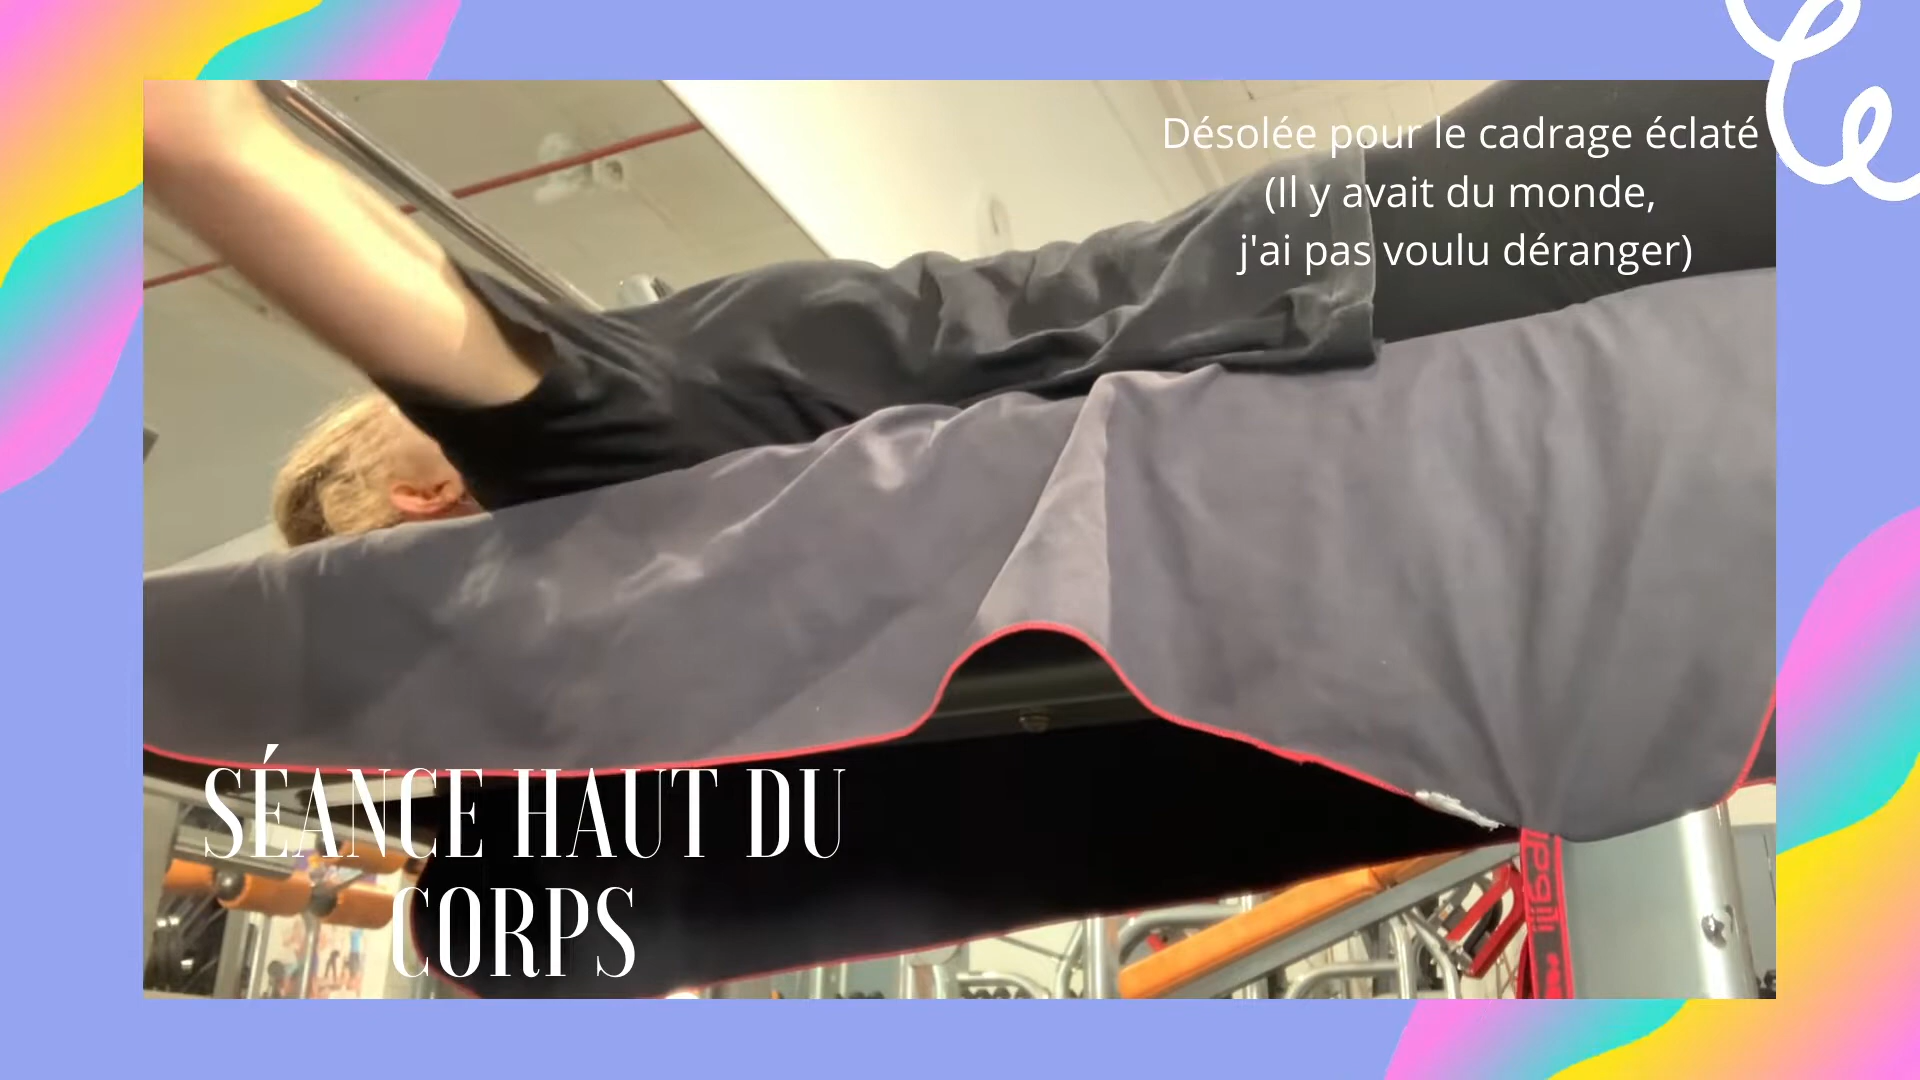 Désolée pour le cadrage éclaté
(Il y avait du monde,
j'ai pas voulu déranger)
SÉANCE HAUT DU
CORPS